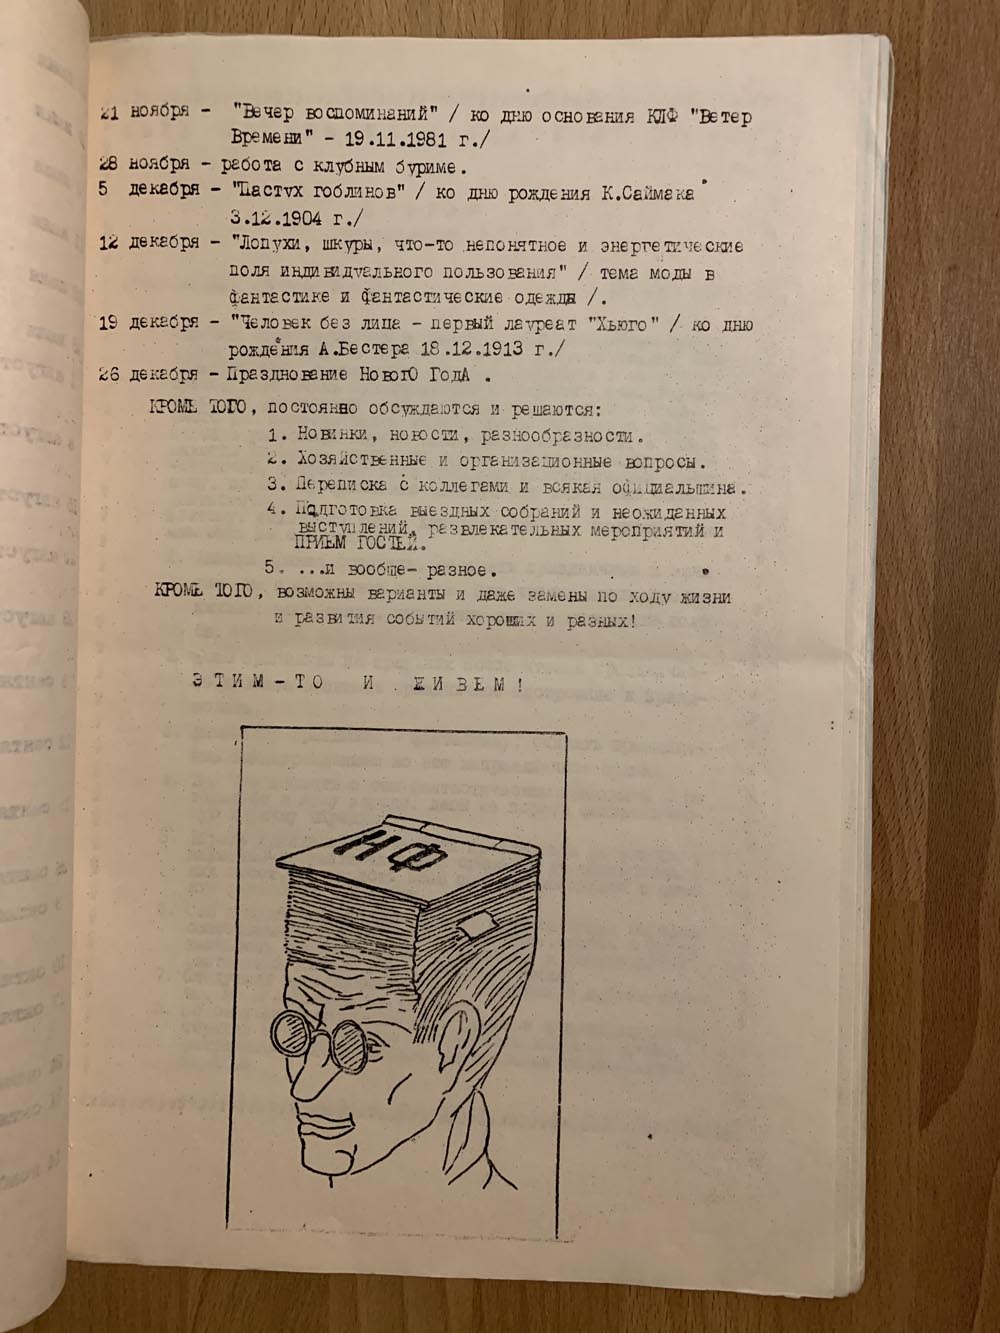 21 ноября - "Вечер воспоминаний" / ко дню основания КЛФ "Ветер
Времени" - 19.11.1981 г./
28 ноября - работа с клубным буриме.
5 декабря - "Пастух гоблинов" / ко дню рождения К.Саймака
3.12.1904 г./
12 декабря - "Лопухи, шкуры, что-то непонятное и энергетические
поля индивидуального пользования" / тема моды в
фантастике и фантастические одежды /.
19 декабря - "Человек без лица - первый лауреат "Хьюго" / ко дню
рождения А.Бестера 18.12.1913 г./
26 декабря - Празднование НовогО ГодА .
КРОМЕ ТОГО, постоянно обсуждаются и решаются:
1. Новинки, новости, разнообразности.
2. Хозяйственные и организационные вопросы.
3. Переписка с коллегами и всякая официальщина.
4. Подготовка выездных собраний и неожиданных
выступлений, развлекательных мероприятий и
ПРИЕМ ГОСТЕЙ.
5. ...и вообще- разное.
КРОМЕ ТОГО, возможны варианты и даже замены по ходу жизни
и развития событий хороших и разных!
ЭТИМ-ТО И ЖИВЕМ!
НФ